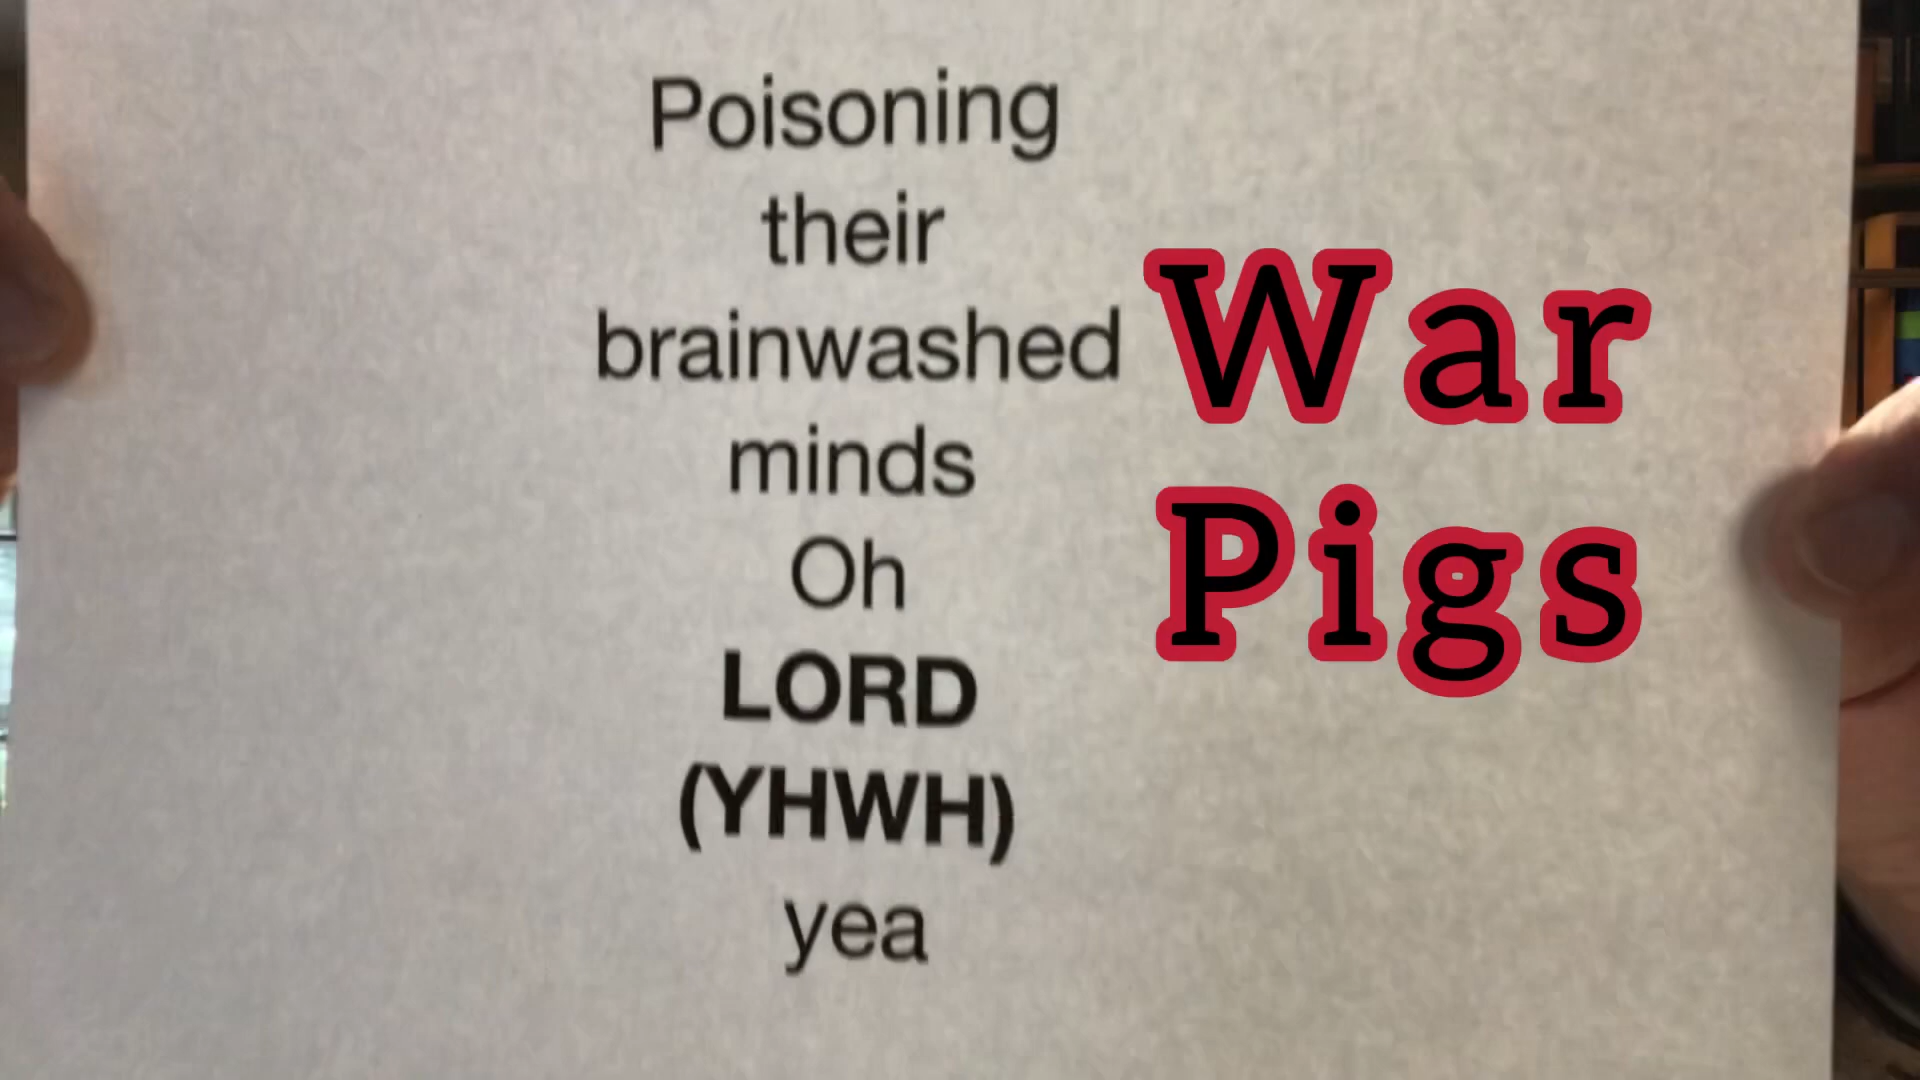 Poisoning
their
brainwashed
minds
Oh
LORD
(YHWH)
yea
War
Pigs